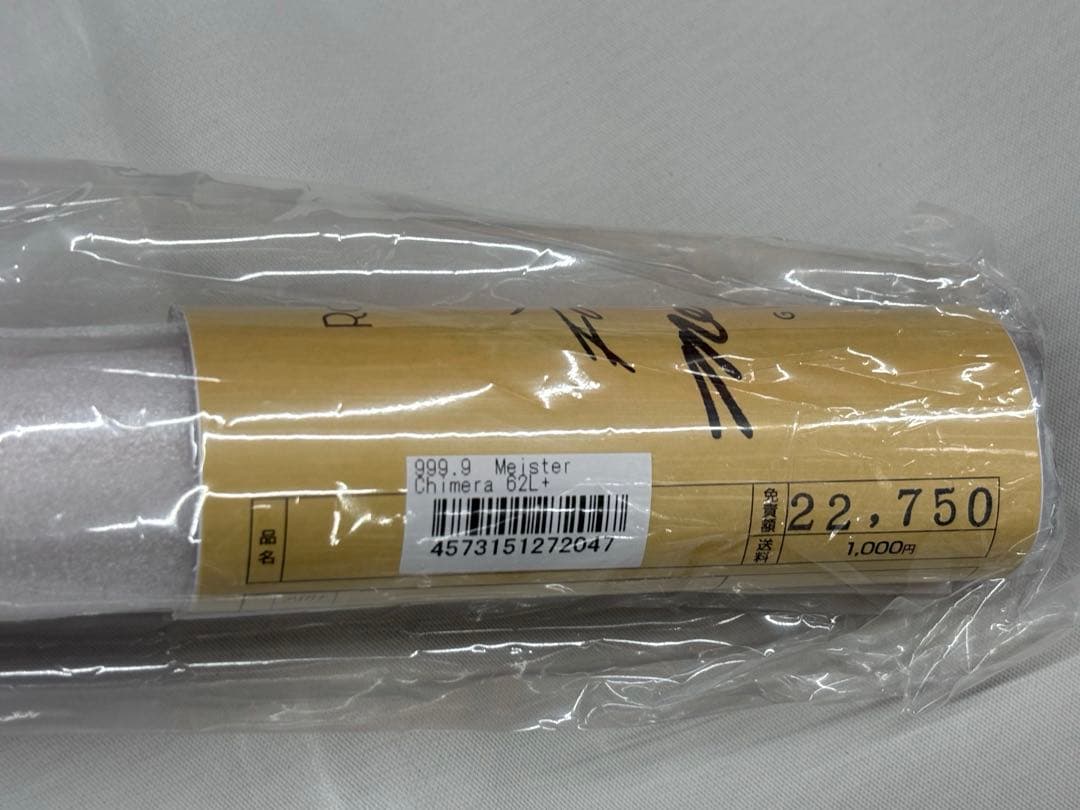 999.9 Meister
Chimera 62L+
4573151272047
品名
免責額
22,750
送料
1,000円